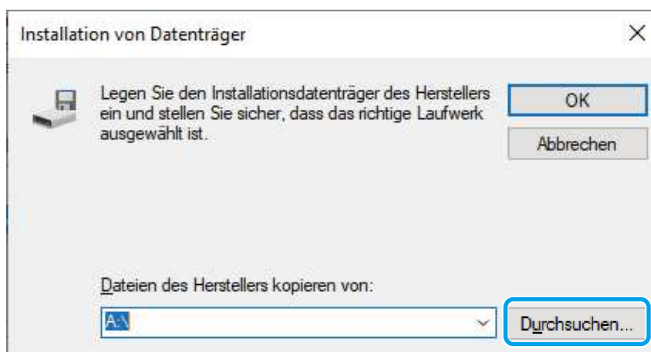 Installation von Datenträger
Legen Sie den Installationsdatenträger des Herstellers
ein und stellen Sie sicher, dass das richtige Laufwerk
ausgewählt ist.
OK
Abbrechen
Dateien des Herstellers kopieren von:
A:\
Durchsuchen...